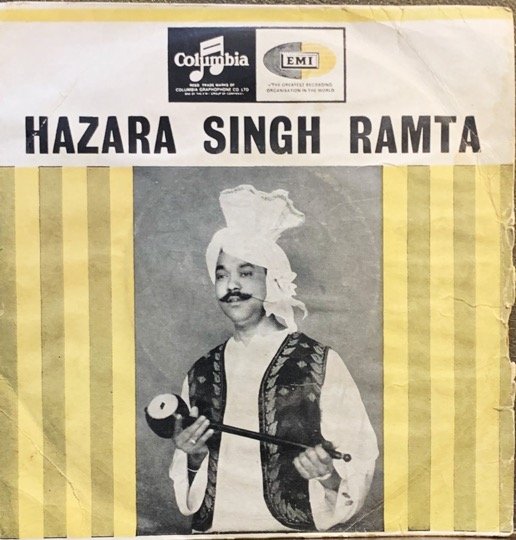 Columbia
REGD. TRADE MARKS OF
COLUMBIA GRAPHOPHONE CO. LTD
EMI
"THE GREATEST RECORDING
ORGANISATION IN THE WORLD
HAZARA SINGH RAMTA